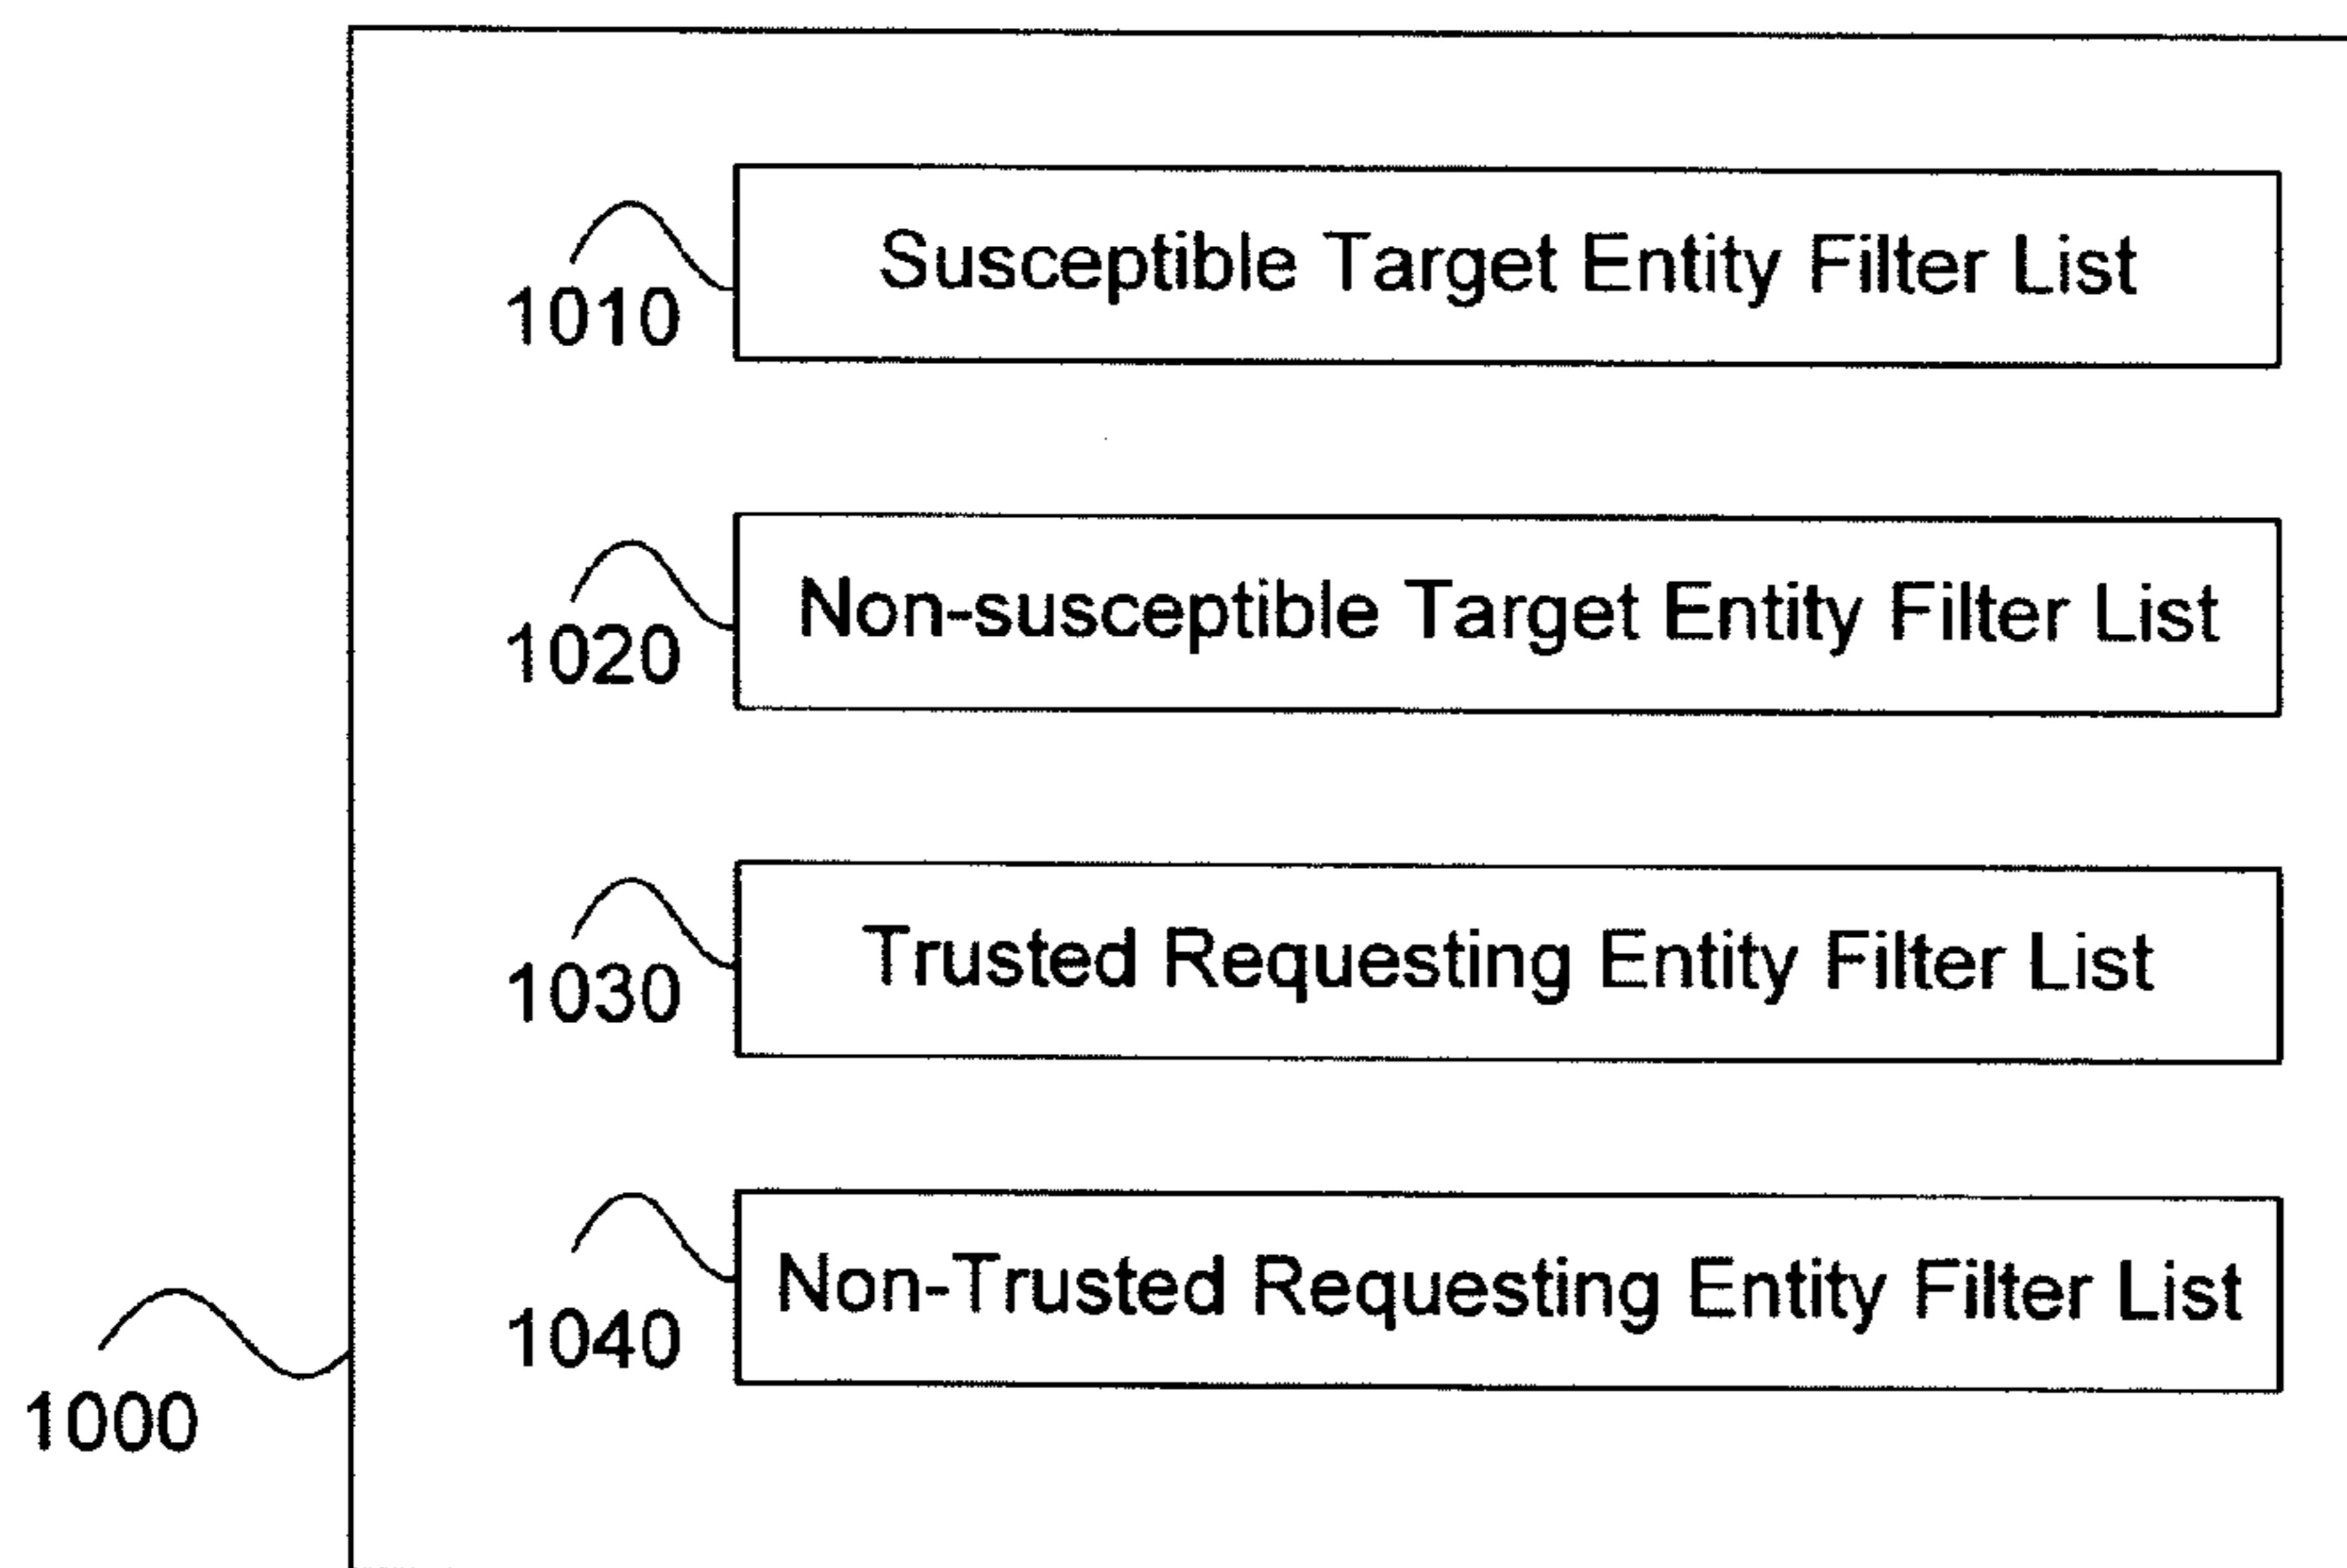 Susceptible Target Entity Filter List
1010
Non-susceptible Target Entity Filter List
1020
Trusted Requesting Entity Filter List
1030
Non-Trusted Requesting Entity Filter List
1040
1000